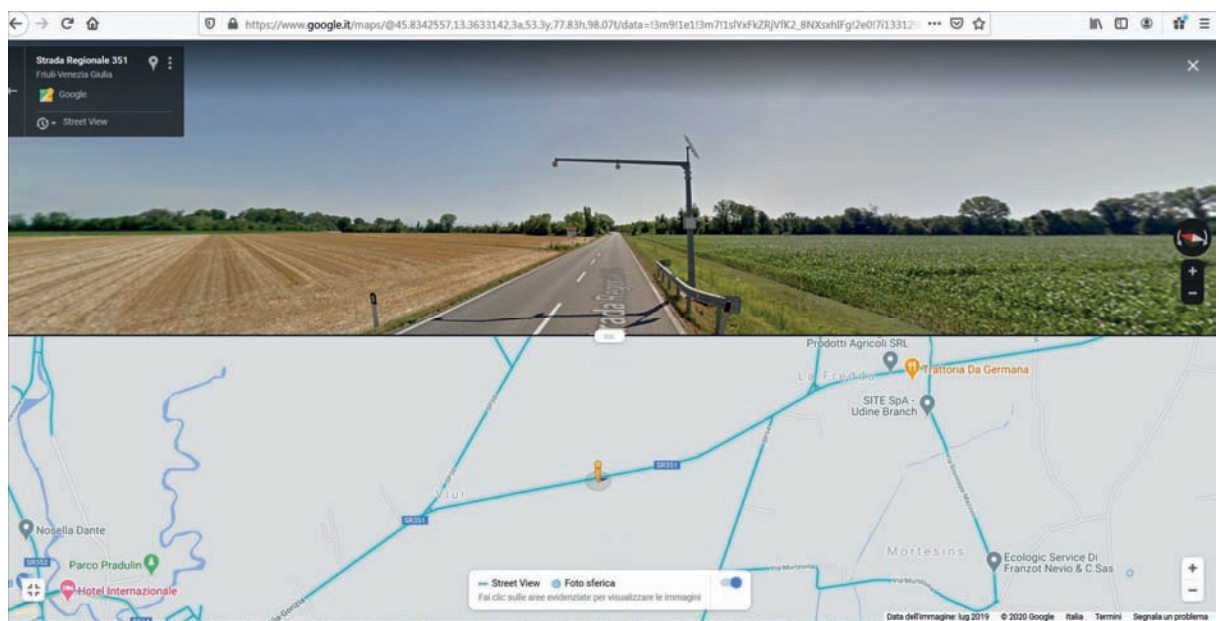 https://www.google.it/maps/@45.8342557,13.3633142,3a,53.3y,77.83h,98.07t/data=!3m9!1e1!3m7!
Strada Regionale 351
Friuli-Venezia Giulia
Google
Street View
Prodotti Agricoli SRL
La Fredda
Trattoria Da Germana
SITE SpA -
Udine Branch
SR351
Viui
SR351
Nosella Dante
Parco Pradulin
SR352
Hotel Internazionale
Mortesins
Ecologic Service Di
Franzot Nevio & C.Sas
Via Mortesins
Street View
Foto sferica
Fai clic sulle aree evidenziate per visualizzare le immagini
Data dell'immagine: lug 2019 © 2020 Google Italia Termini Segnala un problema